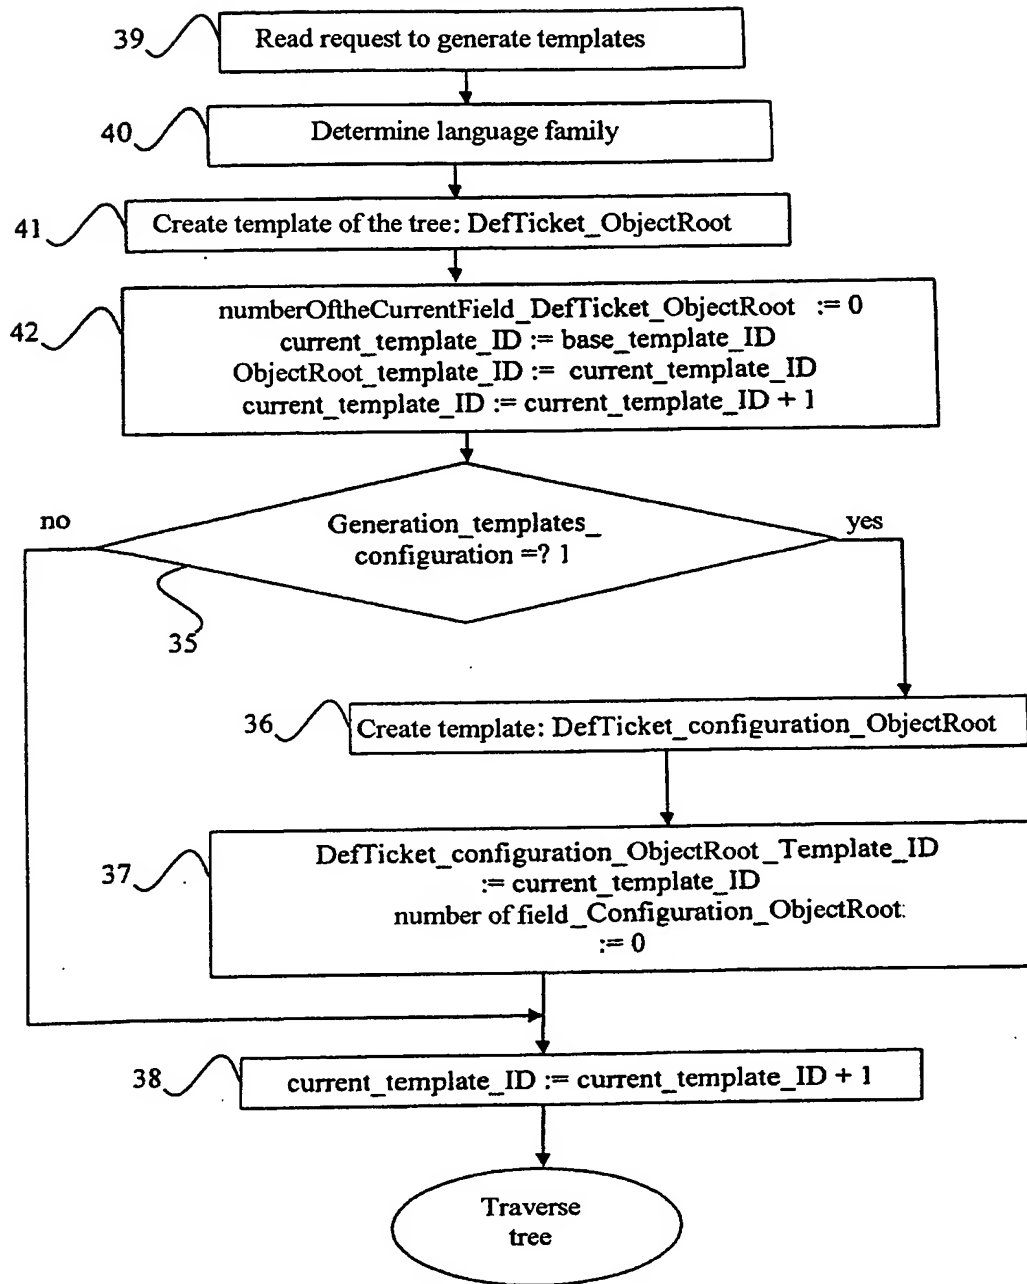 39
Read request to generate templates
40
Determine language family
41
Create template of the tree: DefTicket_ObjectRoot
42
numberOftheCurrentField_DefTicket_ObjectRoot := 0
current_template_ID := base_template_ID
ObjectRoot_template_ID := current_template_ID
current_template_ID := current_template_ID + 1
no
Generation_templates_
configuration =? 1
yes
35
36
Create template: DefTicket_configuration_ObjectRoot
37
DefTicket_configuration_ObjectRoot_Template_ID
:= current_template_ID
number of field_Configuration_ObjectRoot:
:= 0
38
current_template_ID := current_template_ID + 1
Traverse
tree